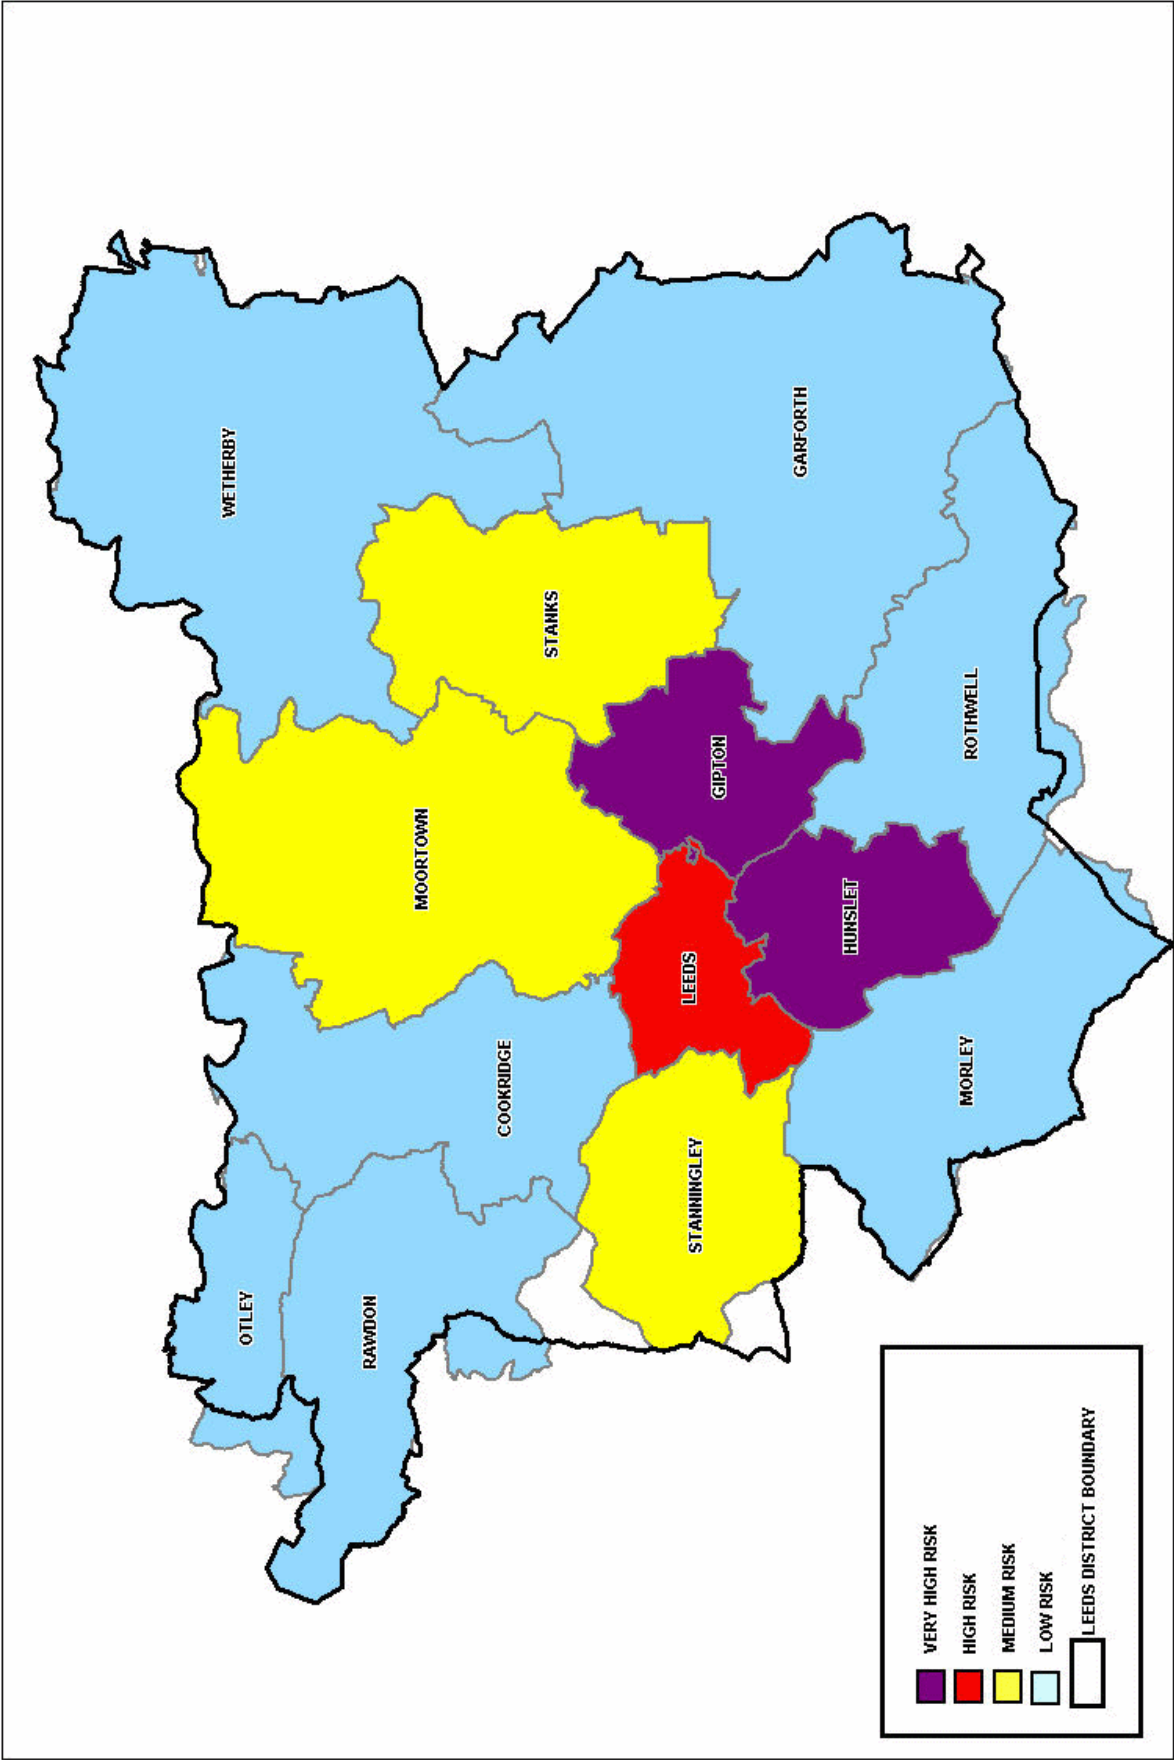 OTLEY
RAWDON
COOKRIDGE
MOORTOWN
WETHERBY
STANKS
STANNINGLEY
LEEDS
GIPTON
GARFORTH
HUNSLET
MORLEY
ROTHWELL
VERY HIGH RISK
HIGH RISK
MEDIUM RISK
LOW RISK
LEEDS DISTRICT BOUNDARY